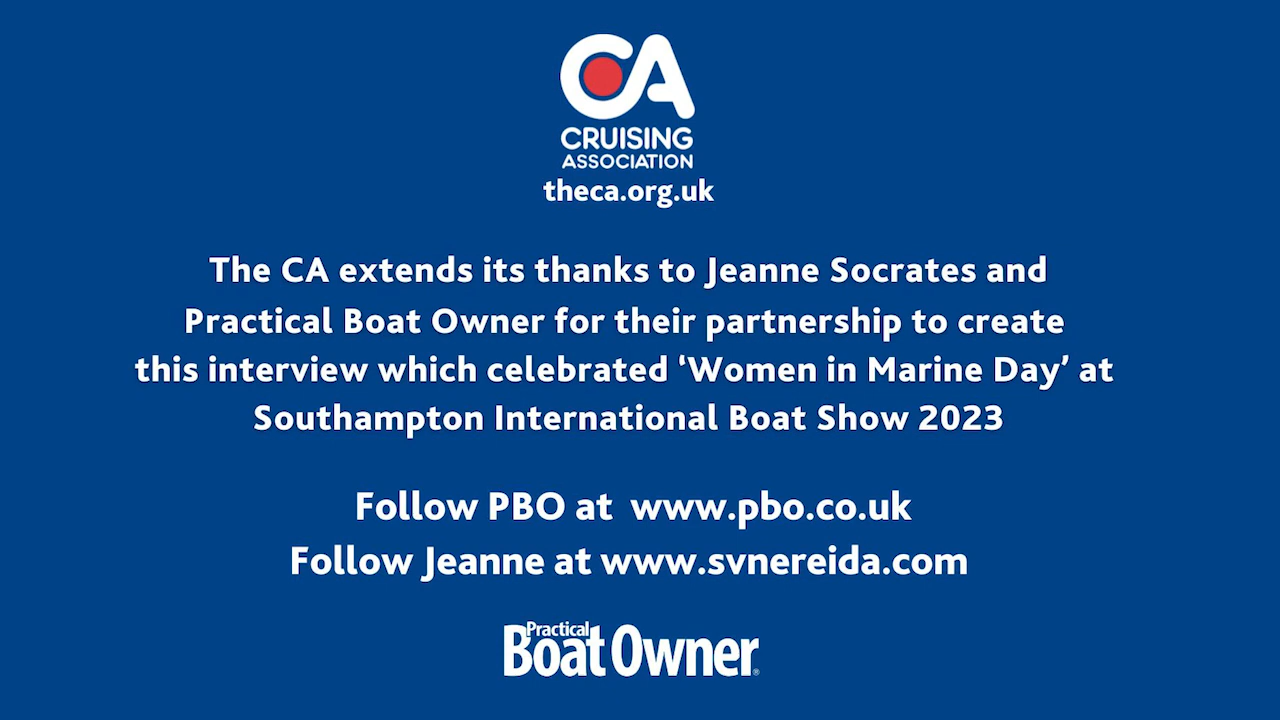 CA
CRUISING
ASSOCIATION
theca.org.uk
The CA extends its thanks to Jeanne Socrates and
Practical Boat Owner for their partnership to create
this interview which celebrated ‘Women in Marine Day’ at
Southampton International Boat Show 2023
Follow PBO at www.pbo.co.uk
Follow Jeanne at www.svnereida.com
Practical
Boat Owner®